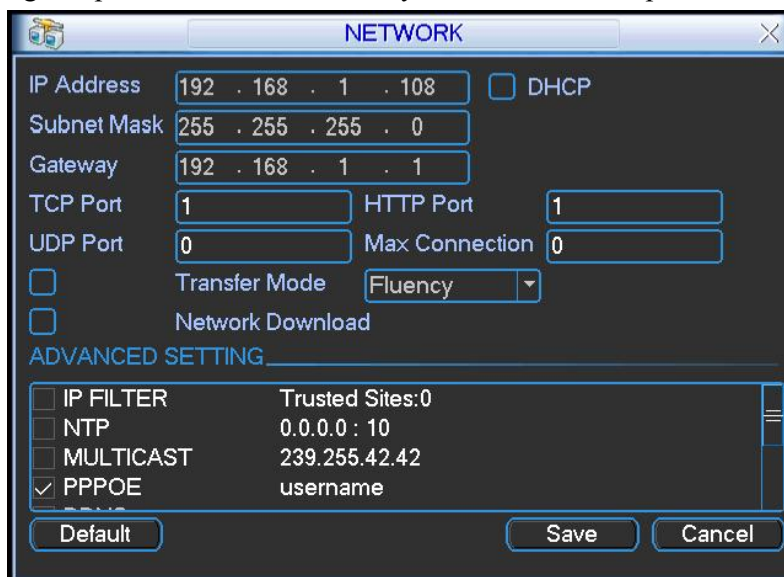 NETWORK
IP Address 192 . 168 . 1 . 108 DHCP
Subnet Mask 255 . 255 . 255 . 0
Gateway 192 . 168 . 1 . 1
TCP Port 1 HTTP Port 1
UDP Port 0 Max Connection 0
Transfer Mode Fluency
Network Download
ADVANCED SETTING
IP FILTER Trusted Sites:0
NTP 0.0.0.0 : 10
MULTICAST 239.255.42.42
PPPOE username
Default Save Cancel